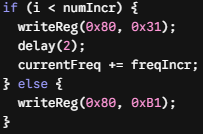 if (i < numIncr) {
  writeReg(0x80, 0x31);
  delay(2);
  currentFreq += freqIncr;
} else {
  writeReg(0x80, 0xB1);
}